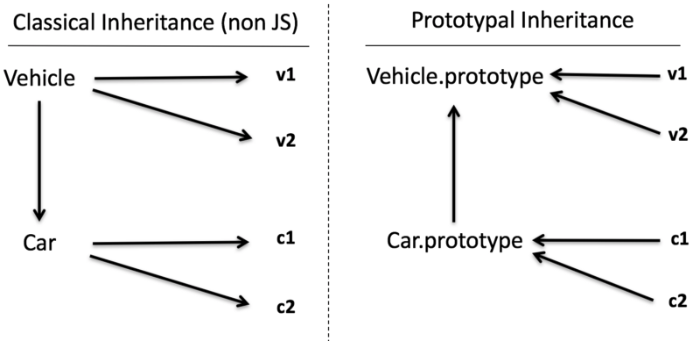 Classical Inheritance (non JS)
Vehicle
v1
v2
Car
c1
c2
Prototypal Inheritance
Vehicle.prototype
v1
v2
Car.prototype
c1
c2